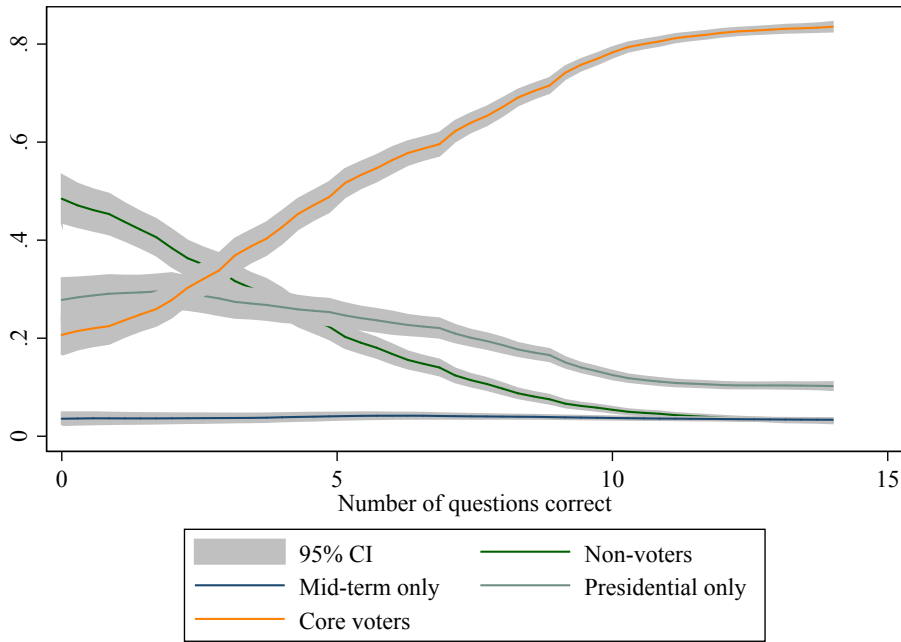 .8
.6
.4
.2
0
0 5 10 15
Number of questions correct
95% CI Non-voters
Mid-term only Presidential only
Core voters